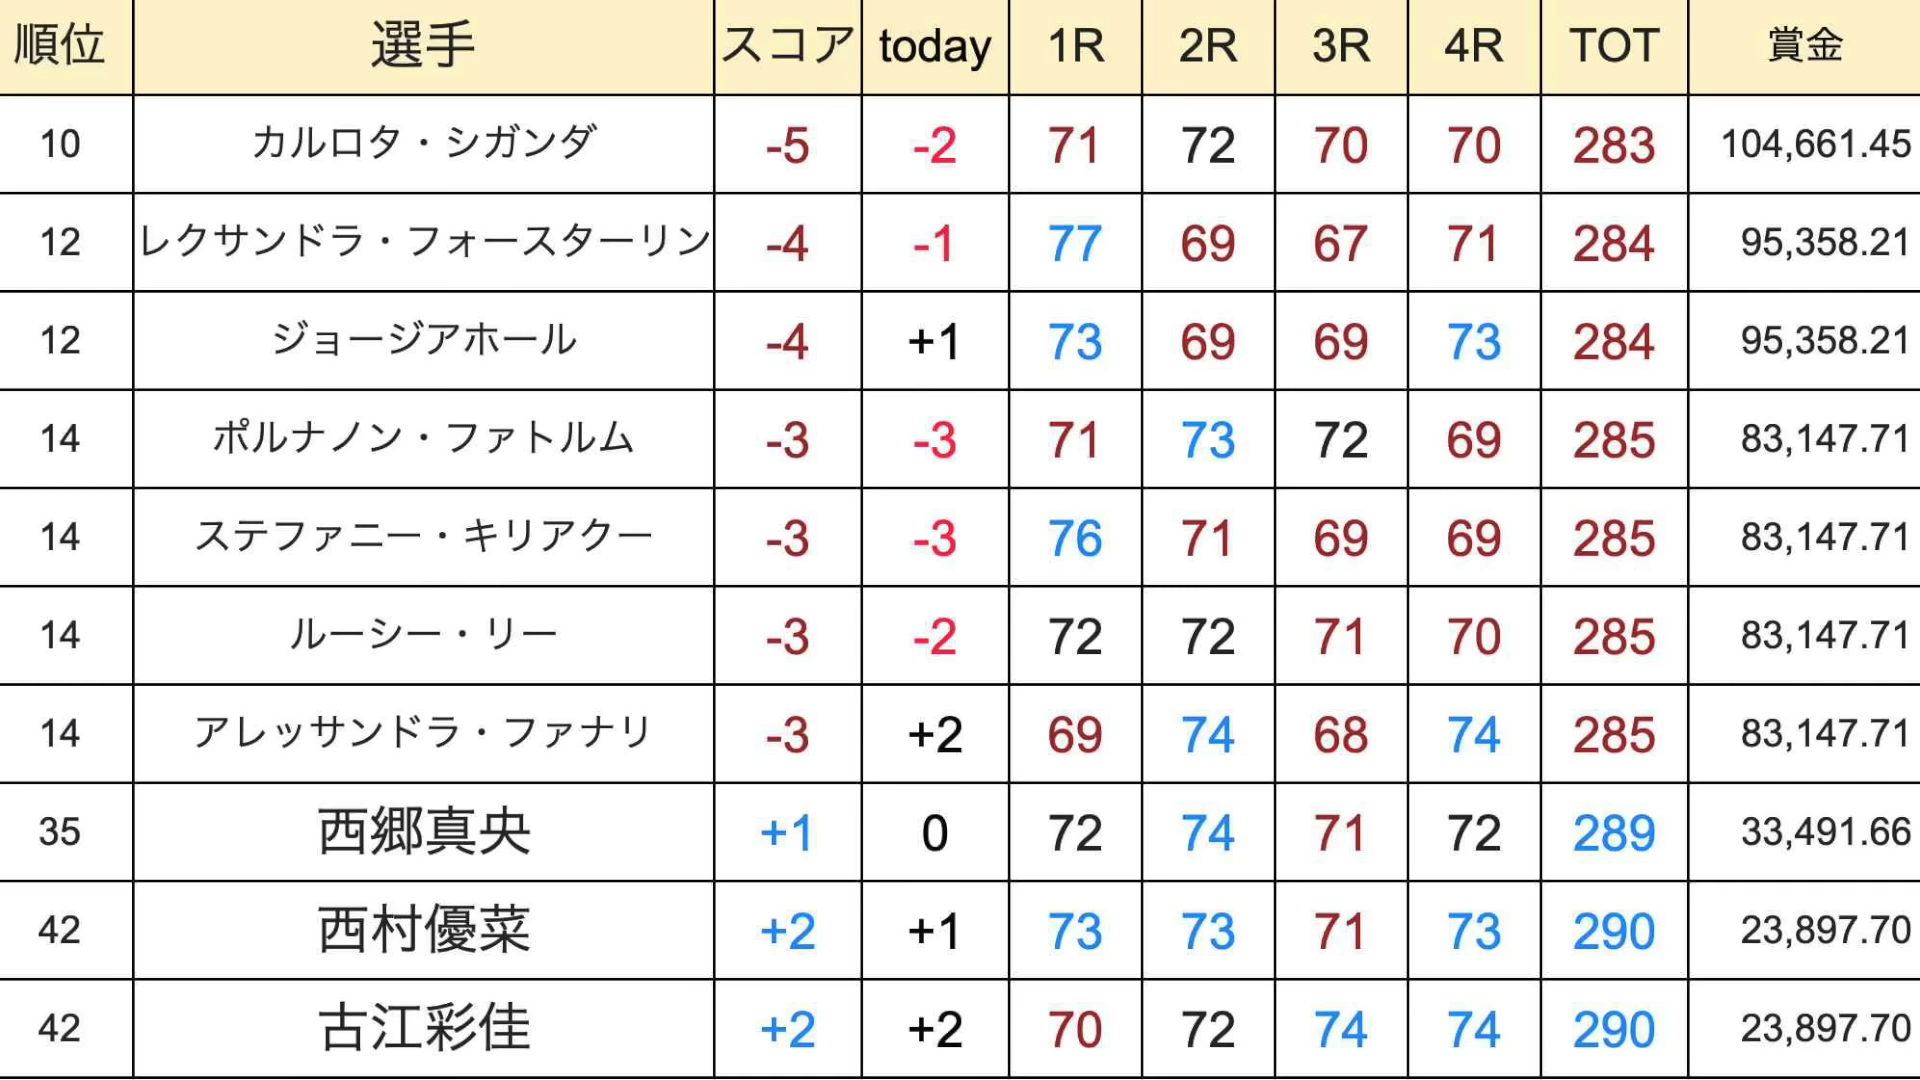 順位 選手 スコア today 1R 2R 3R 4R TOT 賞金
10 カルロタ・シガンダ -5 -2 71 72 70 70 283 104,661.45
12 レクサンドラ・フォースターリン -4 -1 77 69 67 71 284 95,358.21
12 ジョージアホール -4 +1 73 69 69 73 284 95,358.21
14 ポルナノン・ファトルム -3 -3 71 73 72 69 285 83,147.71
14 ステファニー・キリアクー -3 -3 76 71 69 69 285 83,147.71
14 ルーシー・リー -3 -2 72 72 71 70 285 83,147.71
14 アレッサンドラ・ファナリ -3 +2 69 74 68 74 285 83,147.71
35 西郷真央 +1 0 72 74 71 72 289 33,491.66
42 西村優菜 +2 +1 73 73 71 73 290 23,897.70
42 古江彩佳 +2 +2 70 72 74 74 290 23,897.70